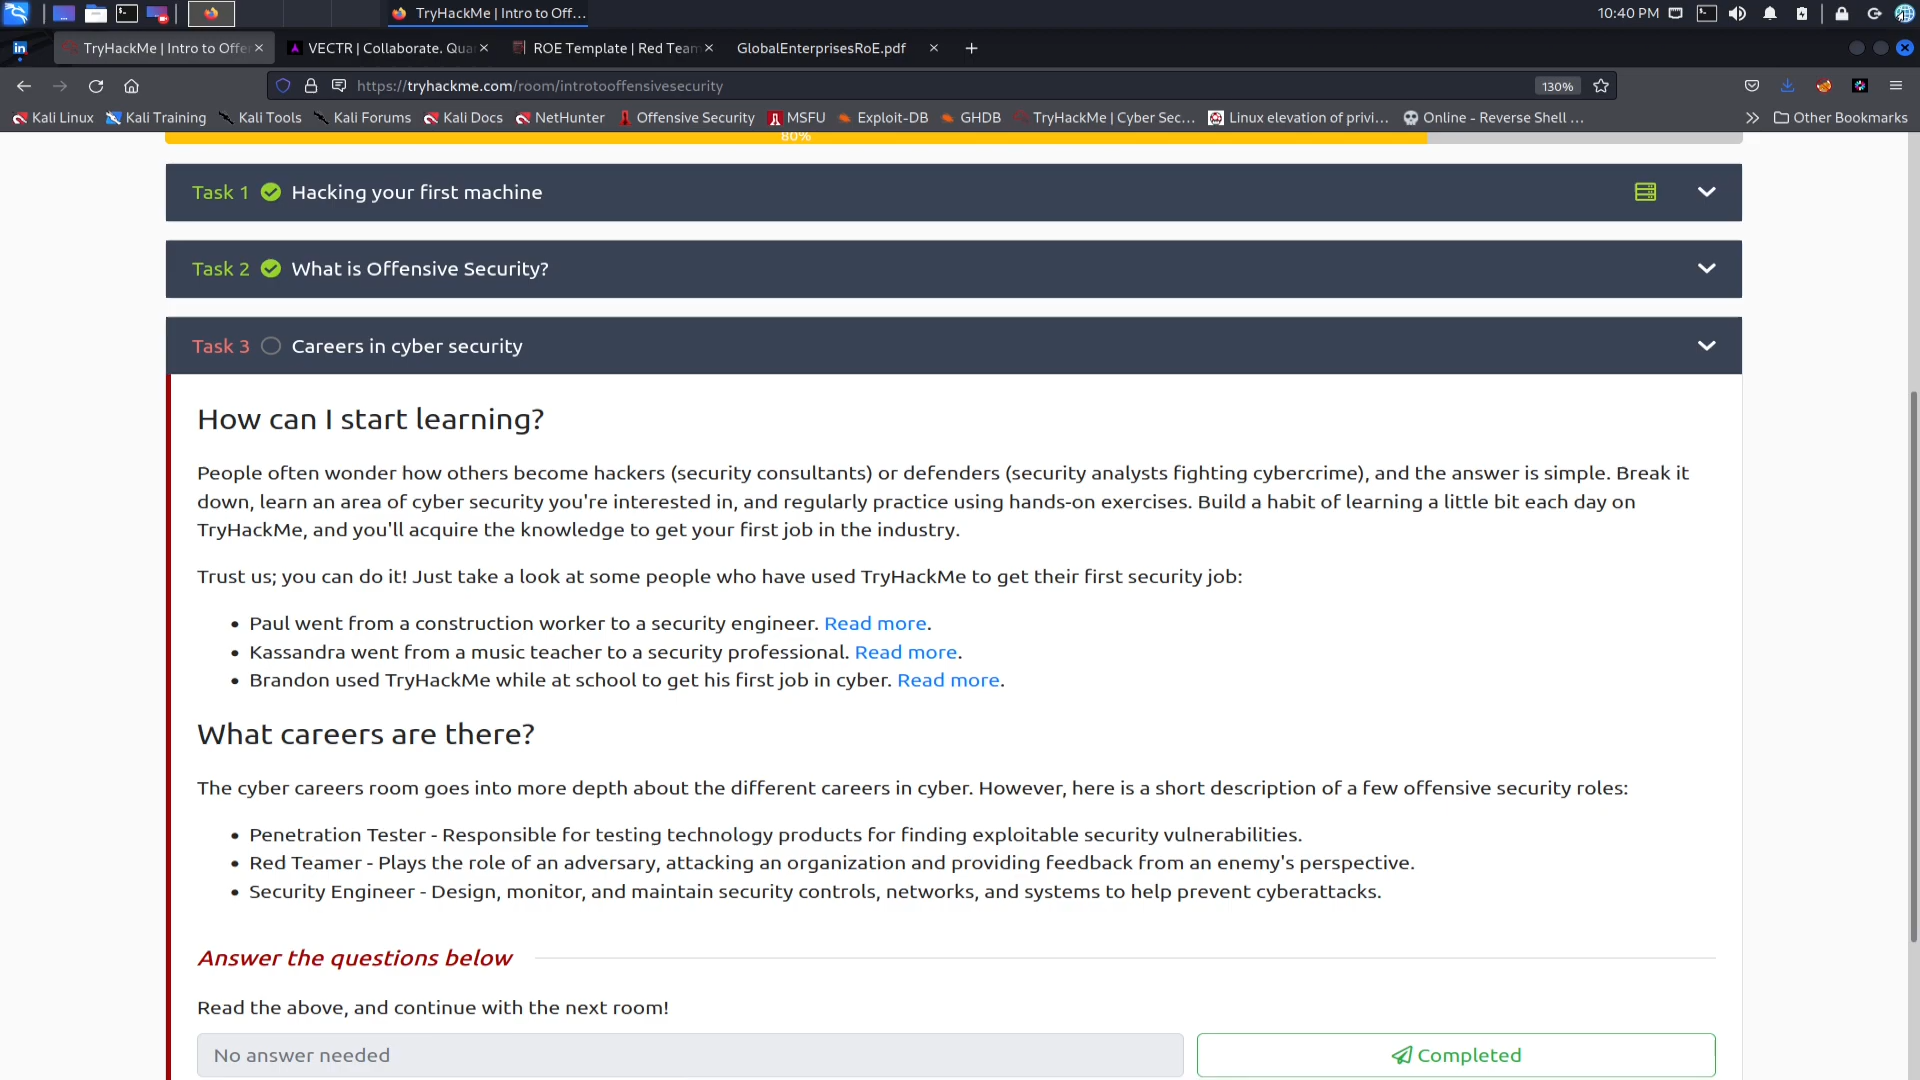 TryHackMe | Intro to Off...
10:40 PM
TryHackMe | Intro to Offe
VECTR | Collaborate. Qua
ROE Template | Red Team
GlobalEnterprisesRoE.pdf
https://tryhackme.com/room/introtooffensivesecurity
130%
Kali Linux
Kali Training
Kali Tools
Kali Forums
Kali Docs
NetHunter
Offensive Security
MSFU
Exploit-DB
GHDB
TryHackMe | Cyber Sec...
Linux elevation of privi...
Online - Reverse Shell ...
Other Bookmarks
80%
Task 1 Hacking your first machine
Task 2 What is Offensive Security?
Task 3 Careers in cyber security
How can I start learning?
People often wonder how others become hackers (security consultants) or defenders (security analysts fighting cybercrime), and the answer is simple. Break it
down, learn an area of cyber security you're interested in, and regularly practice using hands-on exercises. Build a habit of learning a little bit each day on
TryHackMe, and you'll acquire the knowledge to get your first job in the industry.
Trust us; you can do it! Just take a look at some people who have used TryHackMe to get their first security job:
• Paul went from a construction worker to a security engineer. Read more.
• Kassandra went from a music teacher to a security professional. Read more.
• Brandon used TryHackMe while at school to get his first job in cyber. Read more.
What careers are there?
The cyber careers room goes into more depth about the different careers in cyber. However, here is a short description of a few offensive security roles:
• Penetration Tester - Responsible for testing technology products for finding exploitable security vulnerabilities.
• Red Teamer - Plays the role of an adversary, attacking an organization and providing feedback from an enemy's perspective.
• Security Engineer - Design, monitor, and maintain security controls, networks, and systems to help prevent cyberattacks.
Answer the questions below
Read the above, and continue with the next room!
No answer needed
Completed